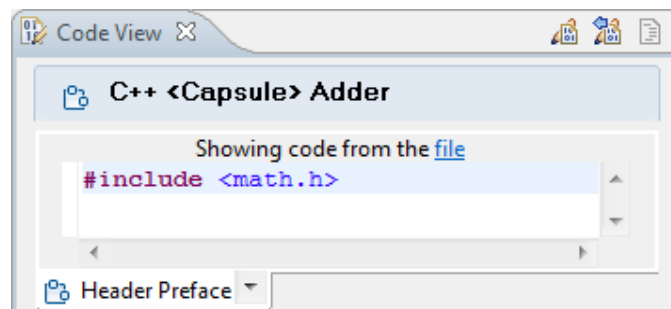 Code View
C++ <Capsule> Adder
Showing code from the file
#include <math.h>
Header Preface